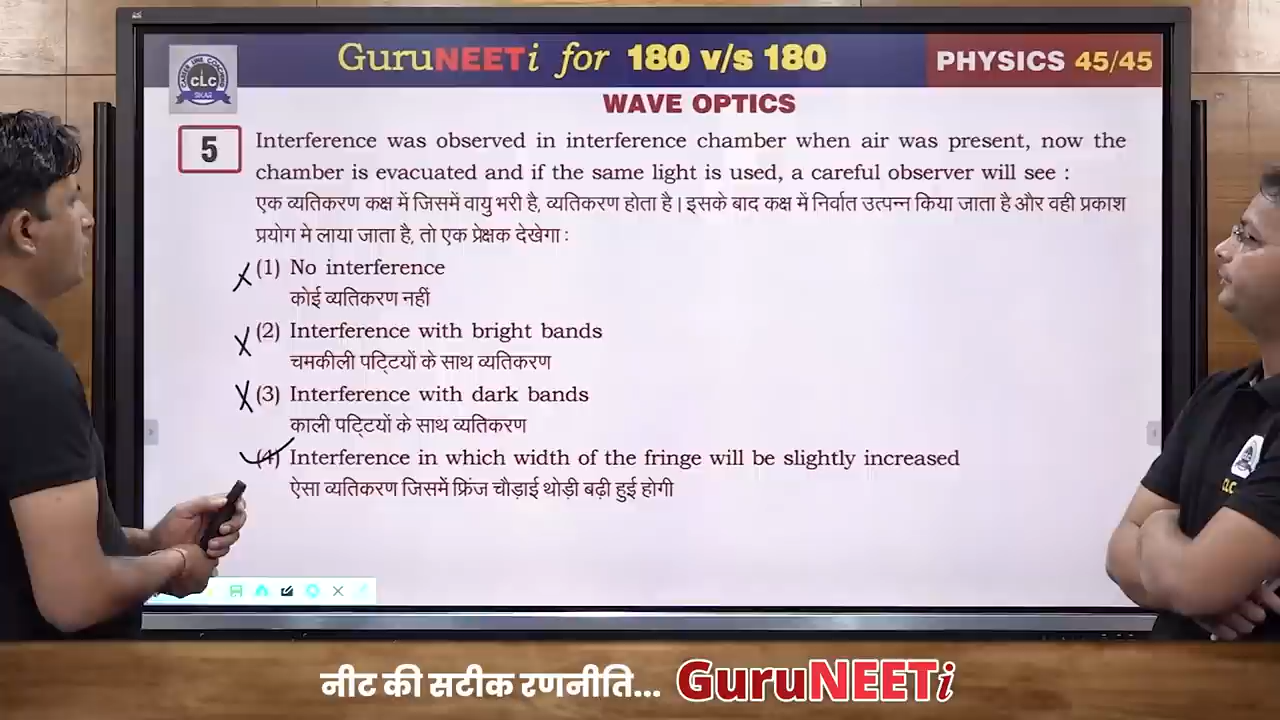 GuruNEETi for 180 v/s 180
PHYSICS 45/45
CLC
SIKAR
WAVE OPTICS
5
Interference was observed in interference chamber when air was present, now the
chamber is evacuated and if the same light is used, a careful observer will see :
एक व्यतिकरण कक्ष में जिसमें वायु भरी है, व्यतिकरण होता है। इसके बाद कक्ष में निर्वात उत्पन्न किया जाता है और वही प्रकाश
प्रयोग मे लाया जाता है, तो एक प्रेक्षक देखेगा :
(1) No interference
कोई व्यतिकरण नहीं
(2) Interference with bright bands
चमकीली पट्टियों के साथ व्यतिकरण
(3) Interference with dark bands
काली पट्टियों के साथ व्यतिकरण
(4) Interference in which width of the fringe will be slightly increased
ऐसा व्यतिकरण जिसमें फ्रिंज चौड़ाई थोड़ी बढ़ी हुई होगी
CLC
नीट की सटीक रणनीति... GuruNEETi